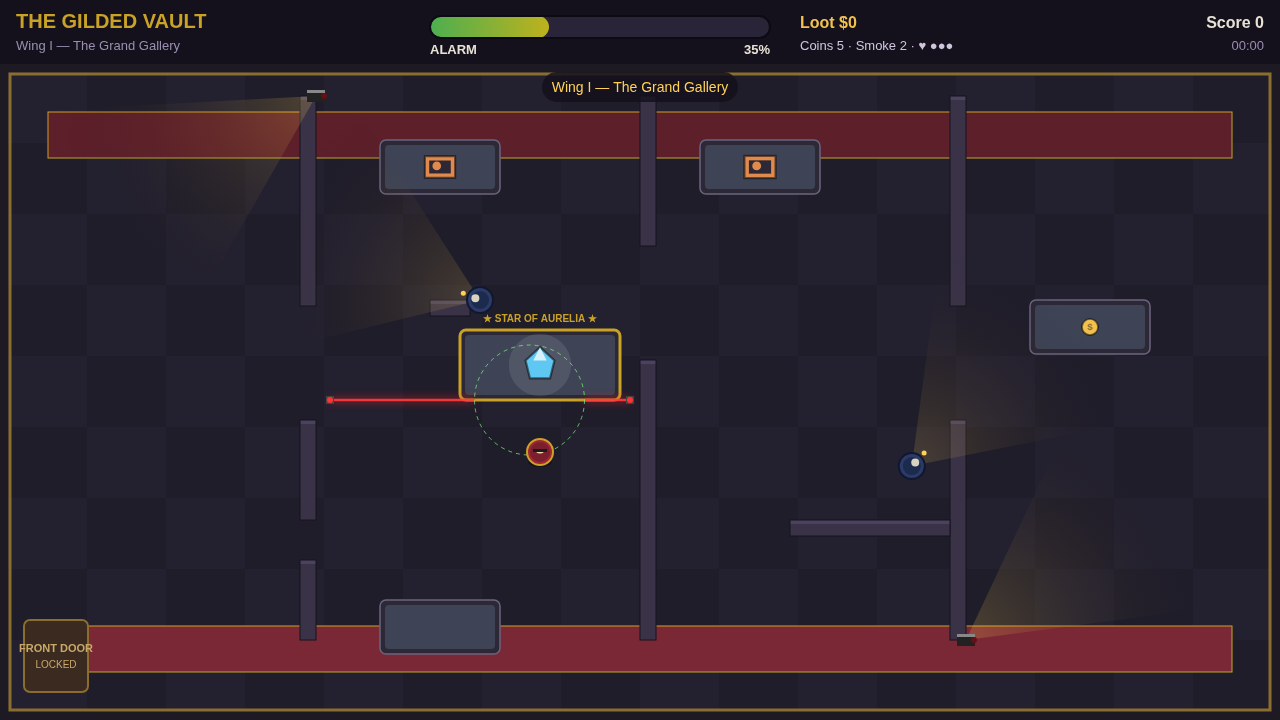 THE GILDED VAULT
Wing I — The Grand Gallery
ALARM
35%
Loot $0
Coins 5 · Smoke 2 · ♥ ●●●
Score 0
00:00
Wing I — The Grand Gallery
★ STAR OF AURELIA ★
$
FRONT DOOR
LOCKED